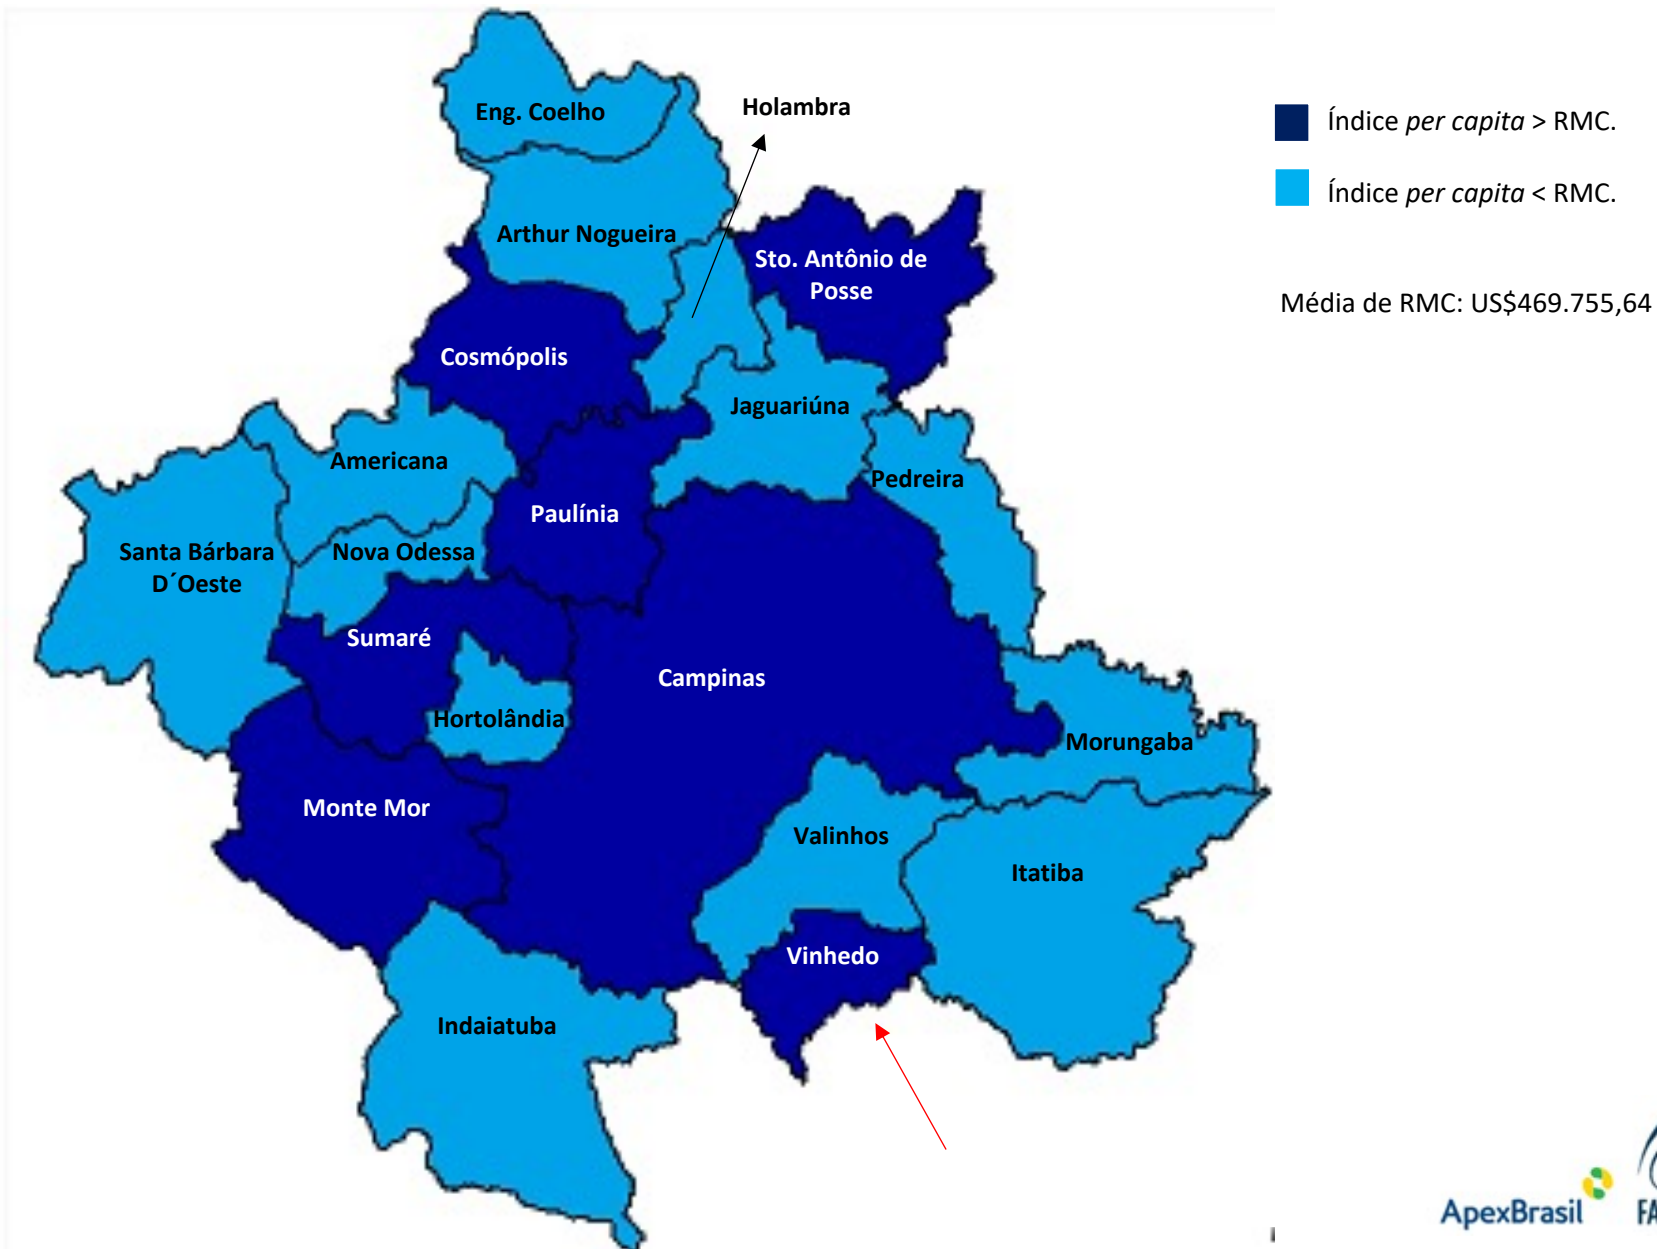 Eng. Coelho
Holambra
Arthur Nogueira
Sto. Antônio de
Posse
Cosmópolis
Jaguariúna
Americana
Pedreira
Paulínia
Santa Bárbara
D´Oeste
Nova Odessa
Sumaré
Campinas
Hortolândia
Morungaba
Monte Mor
Valinhos
Itatiba
Vinhedo
Indaiatuba
Índice per capita > RMC.
Índice per capita < RMC.
Média de RMC: US$469.755,64
ApexBrasil